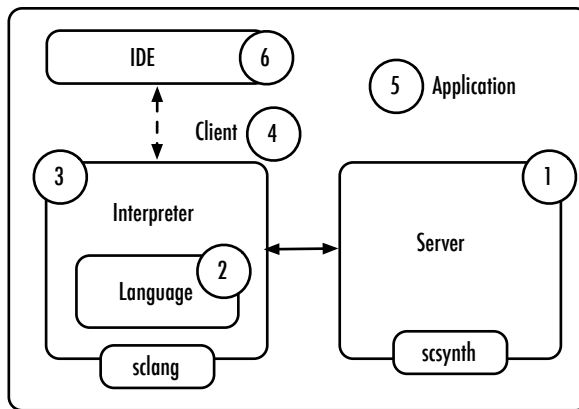 IDE
6
5
Application
Client
4
3
1
Interpreter
Server
2
Language
scsynth
sclang